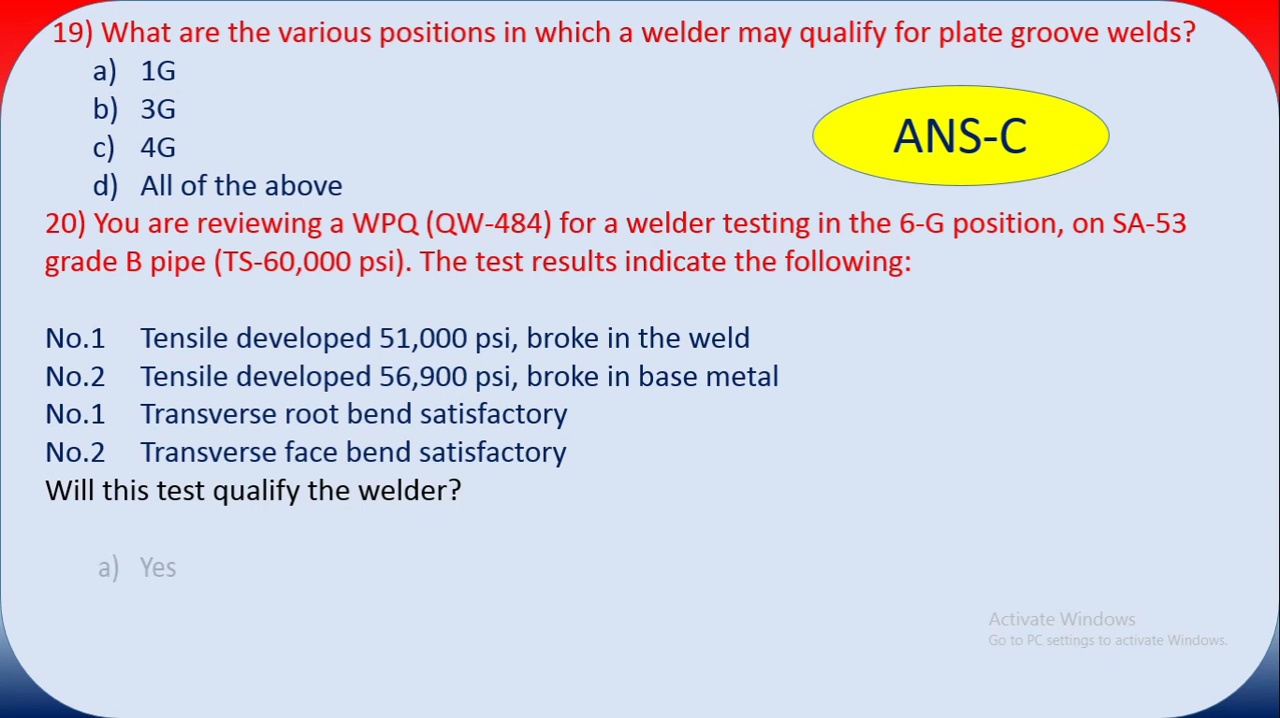 19) What are the various positions in which a welder may qualify for plate groove welds?
a) 1G
b) 3G
c) 4G
d) All of the above
ANS-C
20) You are reviewing a WPQ (QW-484) for a welder testing in the 6-G position, on SA-53
grade B pipe (TS-60,000 psi). The test results indicate the following:
No.1 Tensile developed 51,000 psi, broke in the weld
No.2 Tensile developed 56,900 psi, broke in base metal
No.1 Transverse root bend satisfactory
No.2 Transverse face bend satisfactory
Will this test qualify the welder?
a) Yes
Activate Windows
Go to PC settings to activate Windows.